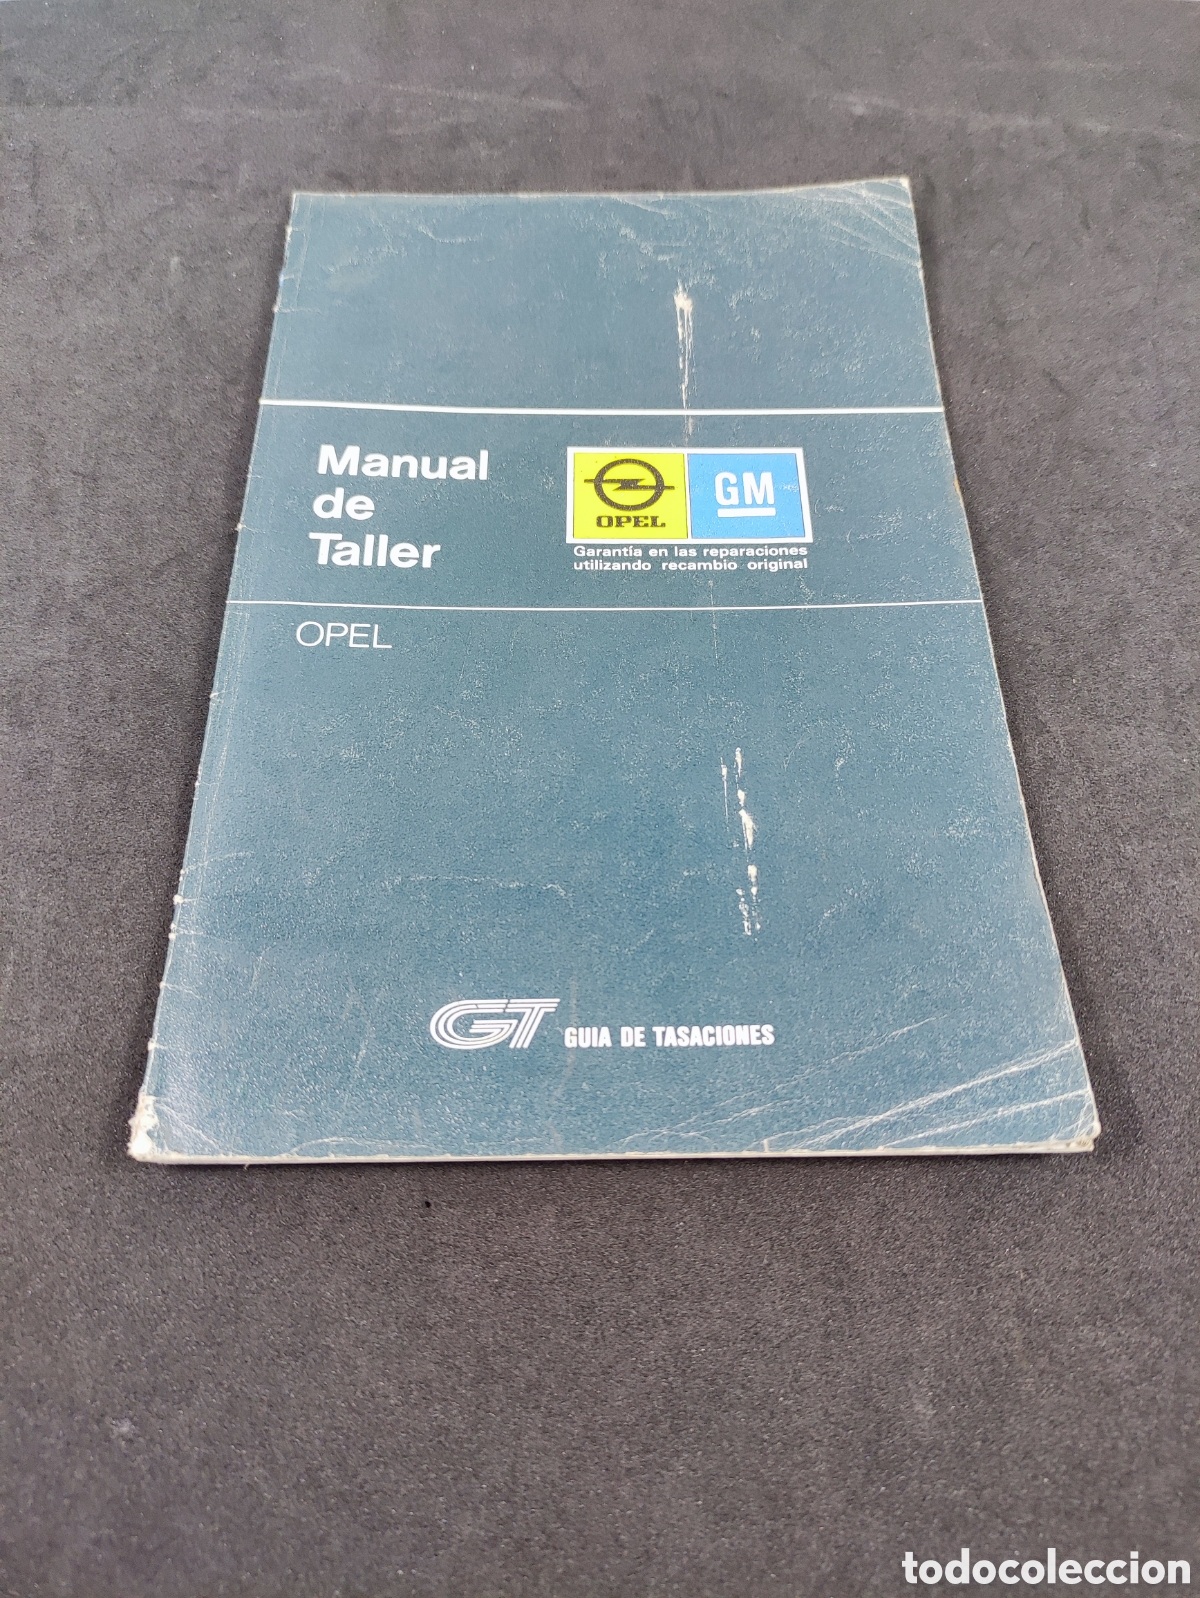 Manual
de
Taller
OPEL
GM
Garantía en las reparaciones
utilizando recambio original
OPEL
GT GUIA DE TASACIONES
todocoleccion